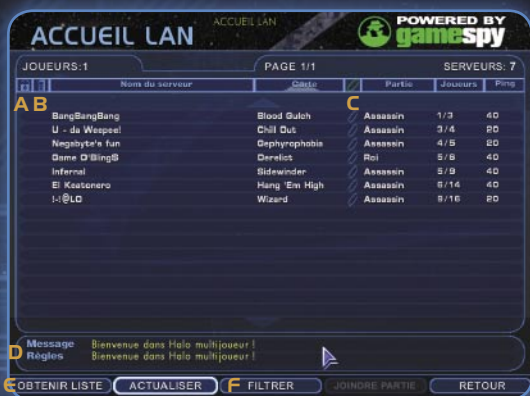 ACCUEIL LAN
ACCUEIL LAN
POWERED BY
gamespy
JOUEURS:1 PAGE 1/1 SERVEURS: 7
Nom du serveur Carte Partie Joueurs Ping
A B C
BangBangBang Blood Gulch Assassin 1/3 40
U - da Weepee! Chill Out Assassin 3/4 20
Negabyte's fun Gephyrophobia Assassin 4/5 20
Game O'BlingS Derelict Roi 5/6 40
Infernal Sidewinder Assassin 5/9 40
El Keatonero Hang 'Em High Assassin 6/14 40
!-!@LO Wizard Assassin 9/16 20
Message Bienvenue dans Halo multijoueur !
D Règles Bienvenue dans Halo multijoueur !
E OBTENIR LISTE ACTUALISER F FILTRER JOINDRE PARTIE RETOUR